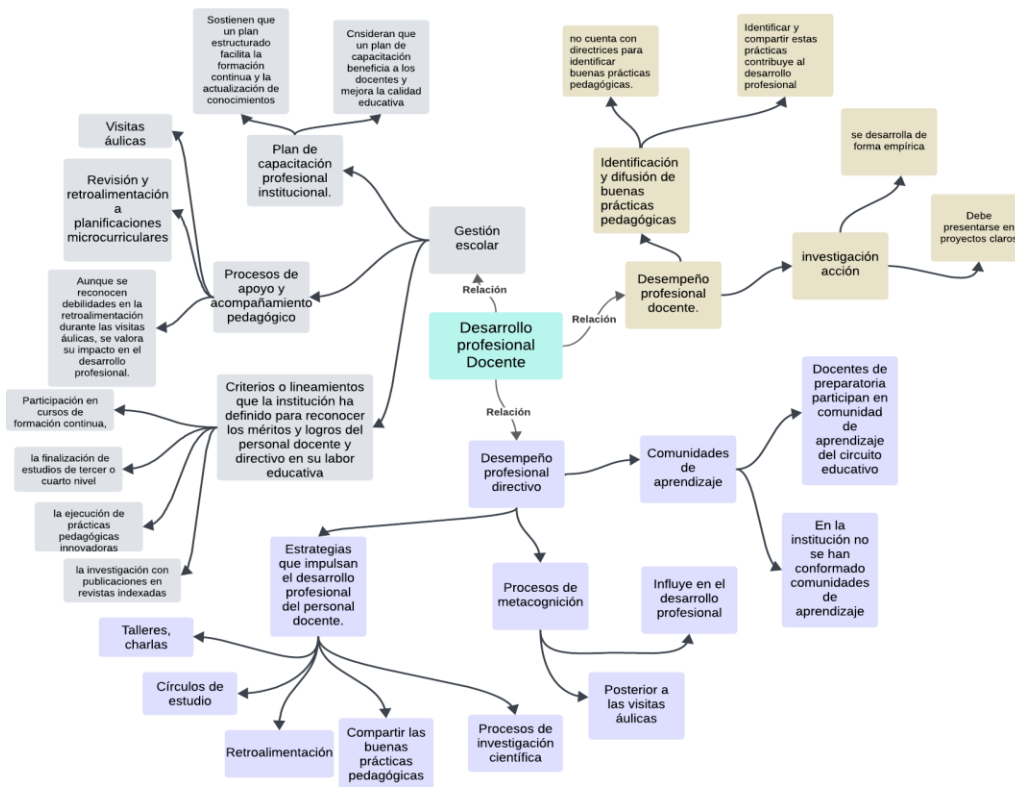 Sostienen que
un plan
estructurado
facilita la
formación
continua y la
actualización de
conocimientos
Cnsideran que
un plan de
capacitación
beneficia a los
docentes y
mejora la calidad
educativa
no cuenta con
directrices para
identificar
buenas prácticas
pedagógicas.
Identificar y
compartir estas
prácticas
contribuye al
desarrollo
profesional
Visitas
áulicas
Plan de
capacitación
profesional
institucional.
Identificación
y difusión de
buenas
prácticas
pedagógicas
se desarrolla de
forma empírica
Revisión y
retroalimentación
a
planificaciones
microcurriculares
Gestión
escolar
Debe
presentarse en
proyectos claros
investigación
acción
Procesos de
apoyo y
acompañamiento
pedagógico
Desempeño
profesional
docente.
Relación
Relación
Aunque se
reconocen
debilidades en la
retroalimentación
durante las visitas
áulicas, se valora
su impacto en el
desarrollo
profesional.
Desarrollo
profesional
Docente
Criterios o lineamientos
que la institución ha
definido para reconocer
los méritos y logros del
personal docente y
directivo en su labor
educativa
Participación en
cursos de
formación continua,
la finalización de
estudios de tercer o
cuarto nivel
la ejecución de
prácticas
pedagógicas
innovadoras
la investigación con
publicaciones en
revistas indexadas
Relación
Desempeño
profesional
directivo
Comunidades
de
aprendizaje
Docentes de
preparatoria
participan en
comunidad
de
aprendizaje
del circuito
educativo
En la
institución no
se han
conformado
comunidades
de
aprendizaje
Estrategias
que impulsan
el desarrollo
profesional
del personal
docente.
Procesos de
metacognición
Influye en el
desarrollo
profesional
Posterior a
las visitas
áulicas
Talleres,
charlas
Círculos de
estudio
Retroalimentación
Compartir las
buenas
prácticas
pedagógicas
Procesos de
investigación
científica